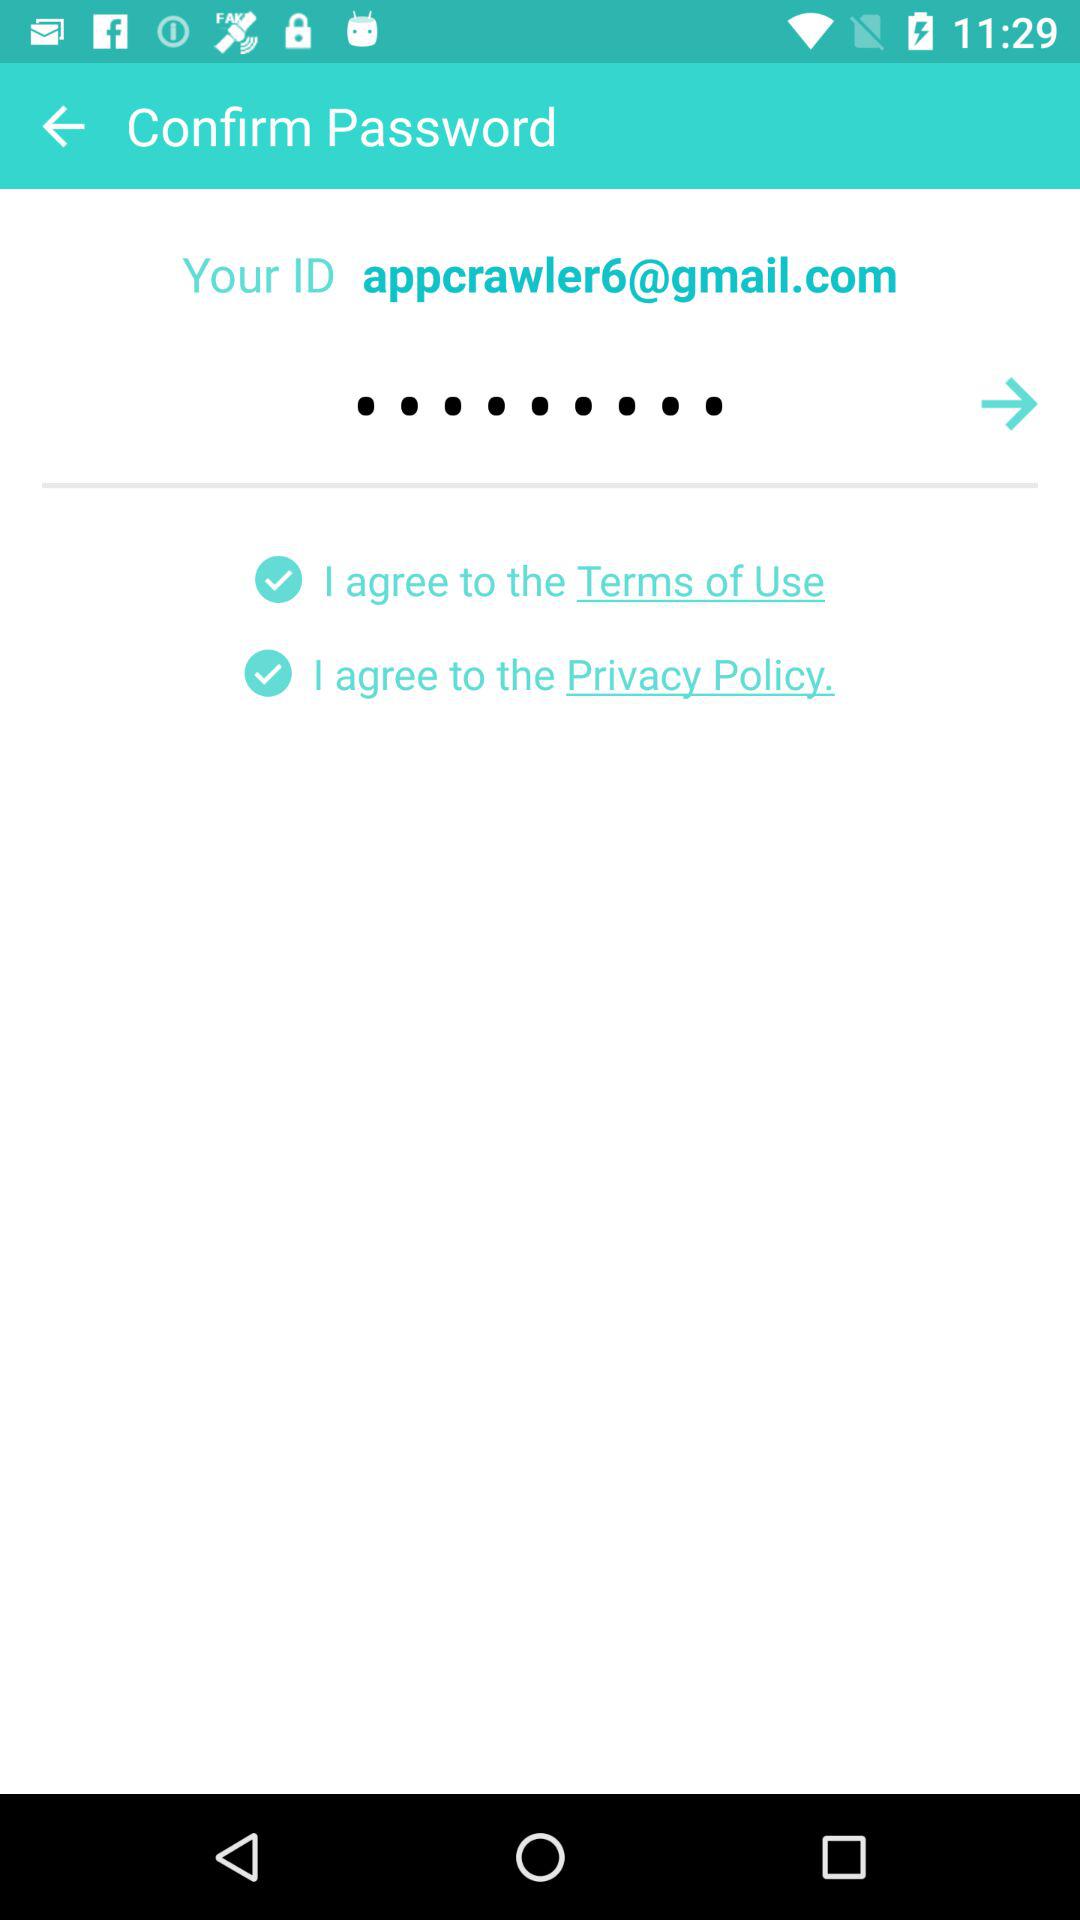 FAKE 11:29
Confirm Password
Your ID appcrawler6@gmail.com
•••••••••
I agree to the Terms of Use
I agree to the Privacy Policy.